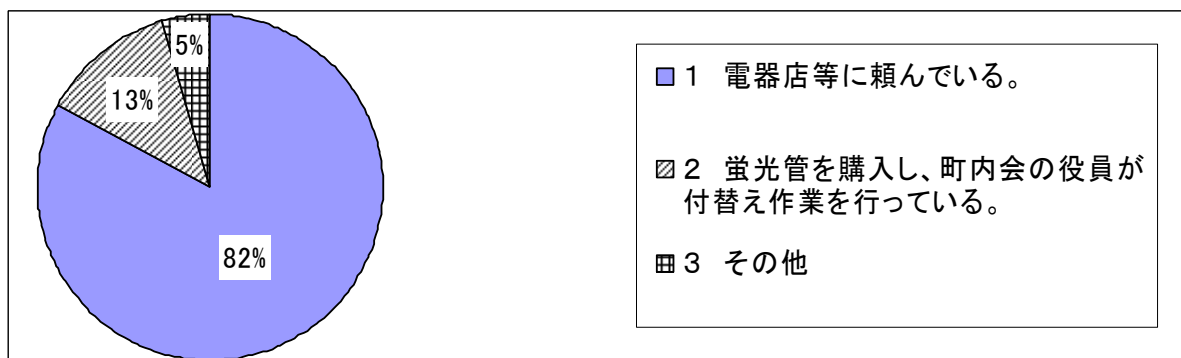 5%
13%
82%
1 電器店等に頼んでいる。
2 蛍光管を購入し、町内会の役員が
付替え作業を行っている。
3 その他